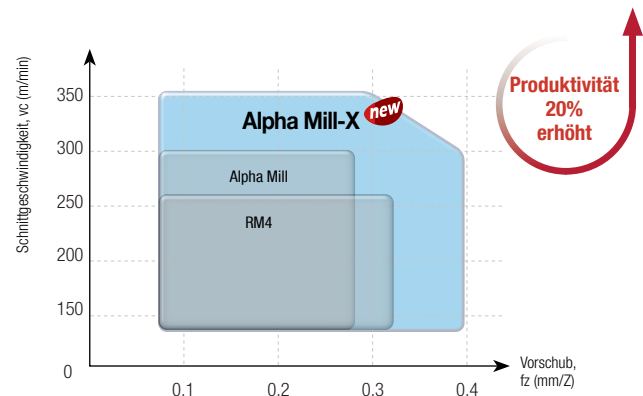 Schnittgeschwindigkeit, vc (m/min)
350
300
250
200
150
0
Alpha Mill-X new
Alpha Mill
RM4
0.1
0.2
0.3
0.4
Vorschub,
fz (mm/Z)
Produktivität
20%
erhöht